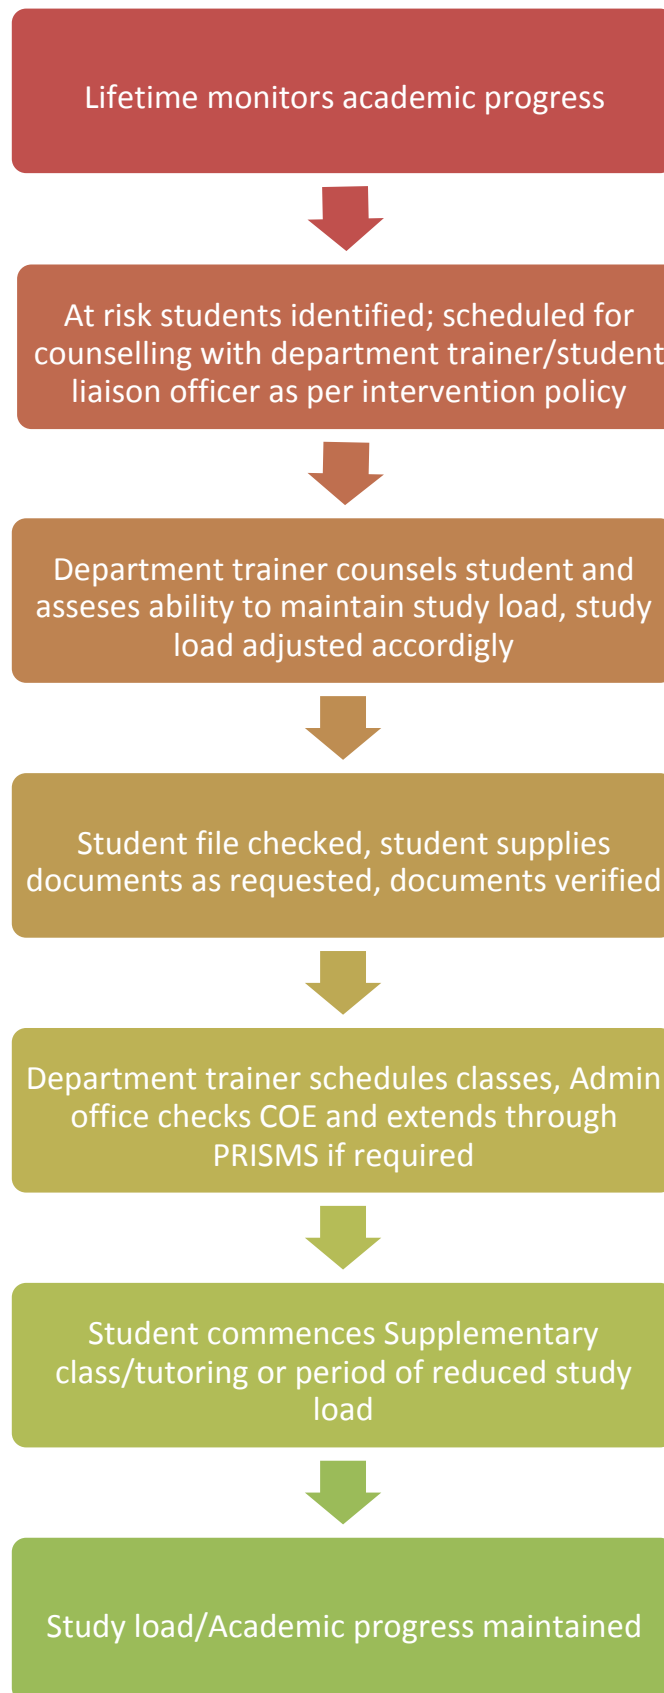 Lifetime monitors academic progress
At risk students identified; scheduled for
counselling with department trainer/student
liaison officer as per intervention policy
Department trainer counsels student and
asseses ability to maintain study load, study
load adjusted accordigly
Student file checked, student supplies
documents as requested, documents verified
Department trainer schedules classes, Admin
office checks COE and extends through
PRISMS if required
Student commences Supplementary
class/tutoring or period of reduced study
load
Study load/Academic progress maintained